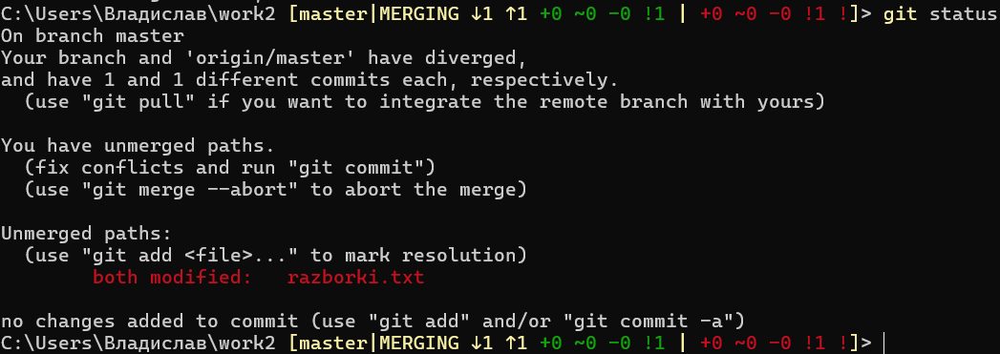 C:\Users\Владислав\work2 [master|MERGING ↓1 ↑1 +0 ~0 -0 !1 | +0 ~0 -0 !1 !]> git status
On branch master
Your branch and 'origin/master' have diverged,
and have 1 and 1 different commits each, respectively.
  (use "git pull" if you want to integrate the remote branch with yours)

You have unmerged paths.
  (fix conflicts and run "git commit")
  (use "git merge --abort" to abort the merge)

Unmerged paths:
  (use "git add <file>..." to mark resolution)
        both modified:   razborki.txt

no changes added to commit (use "git add" and/or "git commit -a")
C:\Users\Владислав\work2 [master|MERGING ↓1 ↑1 +0 ~0 -0 !1 | +0 ~0 -0 !1 !]>